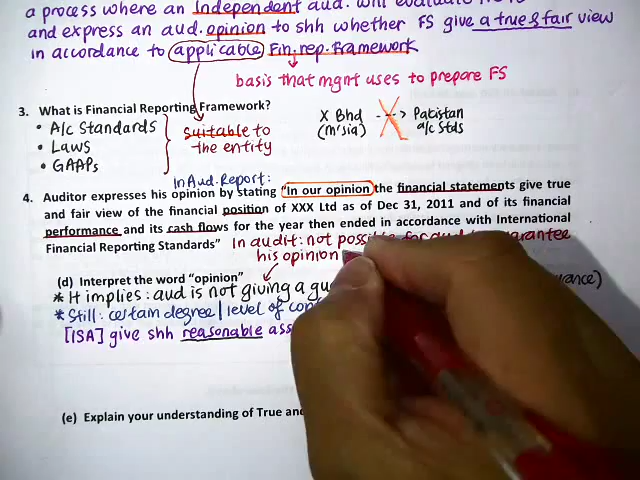 a process where an Independent aud. will evaluate
and express an aud. opinion to shh whether FS give a true & fair view
in accordance to applicable Fin. rep. framework
basis that mgnt uses to prepare FS
3. What is Financial Reporting Framework?
• A/c Standards
• Laws
• GAAPs
suitable to
the entity
X Bhd
(m'sia)
Pakistan
a/c Stds
In Aud. Report:
4. Auditor expresses his opinion by stating "In our opinion the financial statements give true
and fair view of the financial position of XXX Ltd as of Dec 31, 2011 and of its financial
performance and its cash flows for the year then ended in accordance with International
Financial Reporting Standards"
In audit: not possible for aud
his opinion
(d) Interpret the word "opinion"
* It implies: aud is not giving a
* Still: certain degree / level of
[ISA] give shh reasonable
(e) Explain your understanding of True and